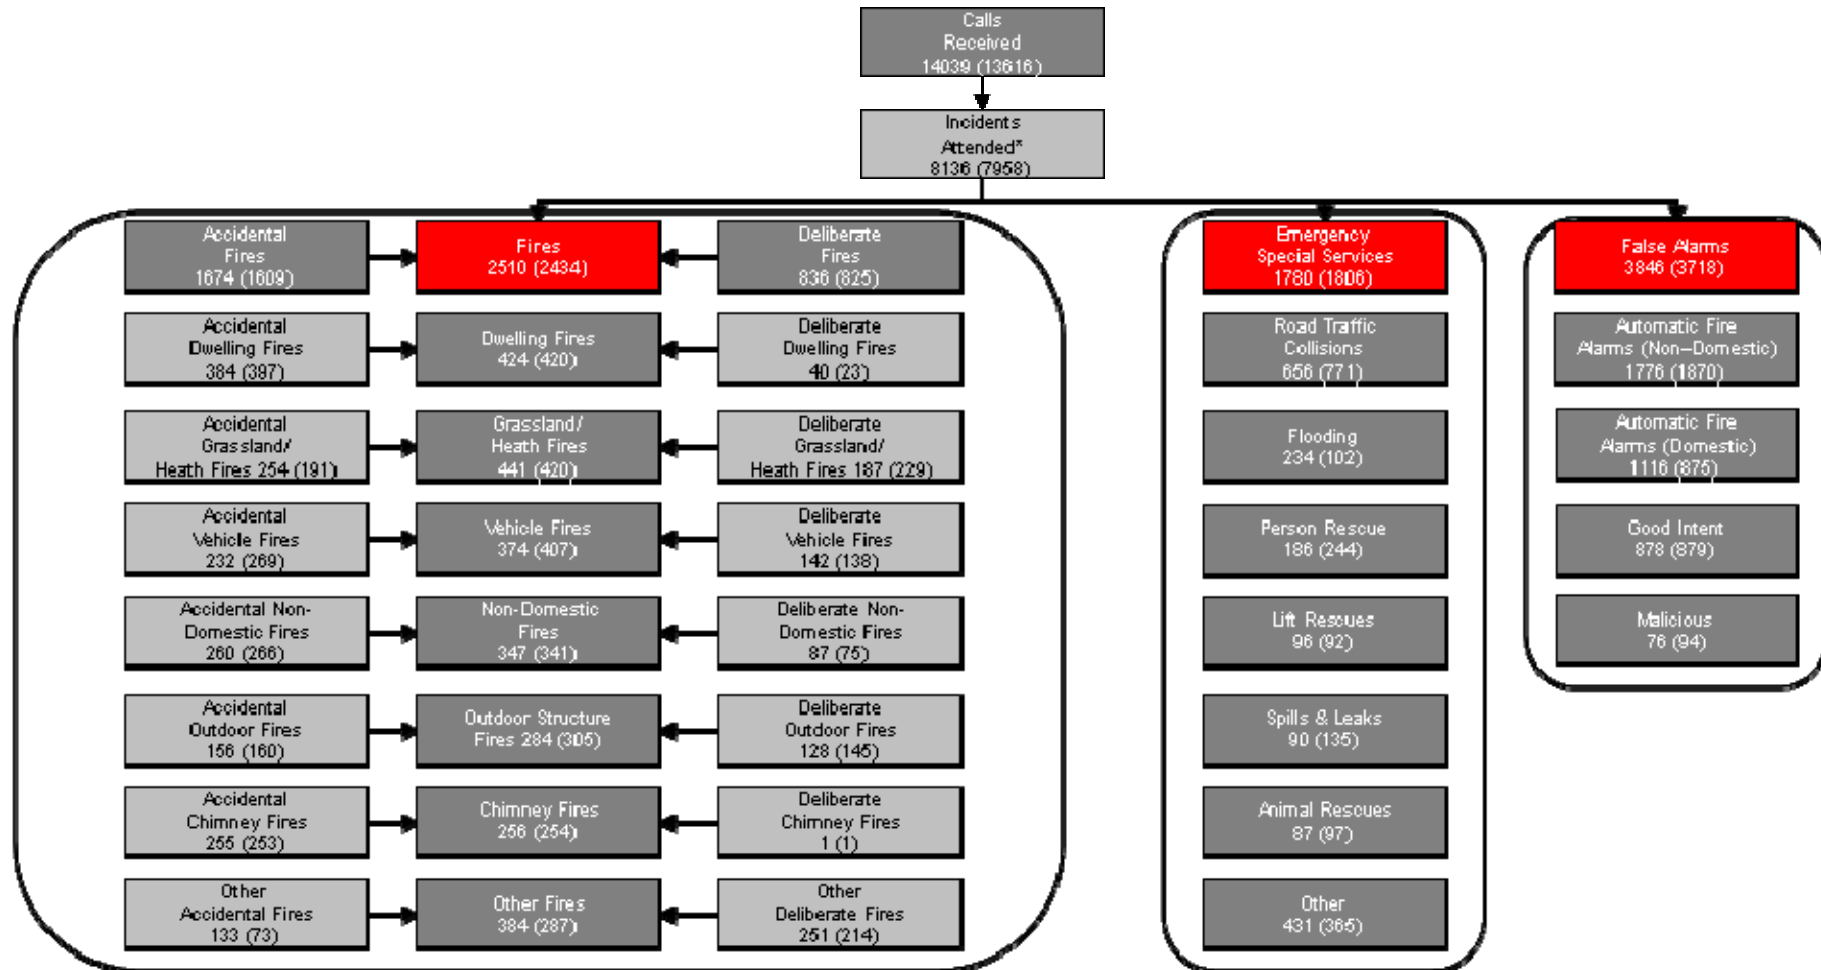 Calls
Received
14039 (13616)
Incidents
Attended*
8136 (7958)
Accidental
Fires
1674 (1609)
Fires
2510 (2434)
Deliberate
Fires
836 (825)
Emergency
Special Services
1780 (1806)
False Alarms
3846 (3718)
Accidental
Dwelling Fires
384 (397)
Dwelling Fires
424 (420)
Deliberate
Dwelling Fires
40 (23)
Road Traffic
Collisions
656 (771)
Automatic Fire
Alarms (Non-Domestic)
1776 (1870)
Accidental
Grassland/
Heath Fires 254 (191)
Grassland/
Heath Fires
441 (420)
Deliberate
Grassland/
Heath Fires 187 (229)
Flooding
234 (102)
Automatic Fire
Alarms (Domestic)
1116 (875)
Accidental
Vehicle Fires
232 (269)
Vehicle Fires
374 (407)
Deliberate
Vehicle Fires
142 (138)
Person Rescue
186 (244)
Good Intent
878 (879)
Accidental Non-
Domestic Fires
260 (266)
Non-Domestic
Fires
347 (341)
Deliberate Non-
Domestic Fires
87 (75)
Lift Rescues
96 (92)
Malicious
76 (94)
Accidental
Outdoor Fires
156 (160)
Outdoor Structure
Fires 284 (305)
Deliberate
Outdoor Fires
128 (145)
Spills & Leaks
90 (135)
Accidental
Chimney Fires
255 (253)
Chimney Fires
256 (254)
Deliberate
Chimney Fires
1 (1)
Animal Rescues
87 (97)
Other
Accidental Fires
133 (73)
Other Fires
384 (287)
Other
Deliberate Fires
251 (214)
Other
431 (365)